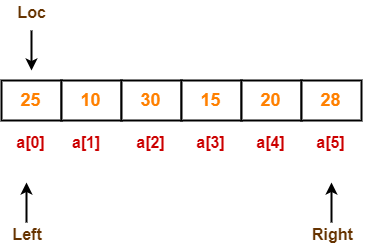 Loc
25 10 30 15 20 28
a[0] a[1] a[2] a[3] a[4] a[5]
Left Right